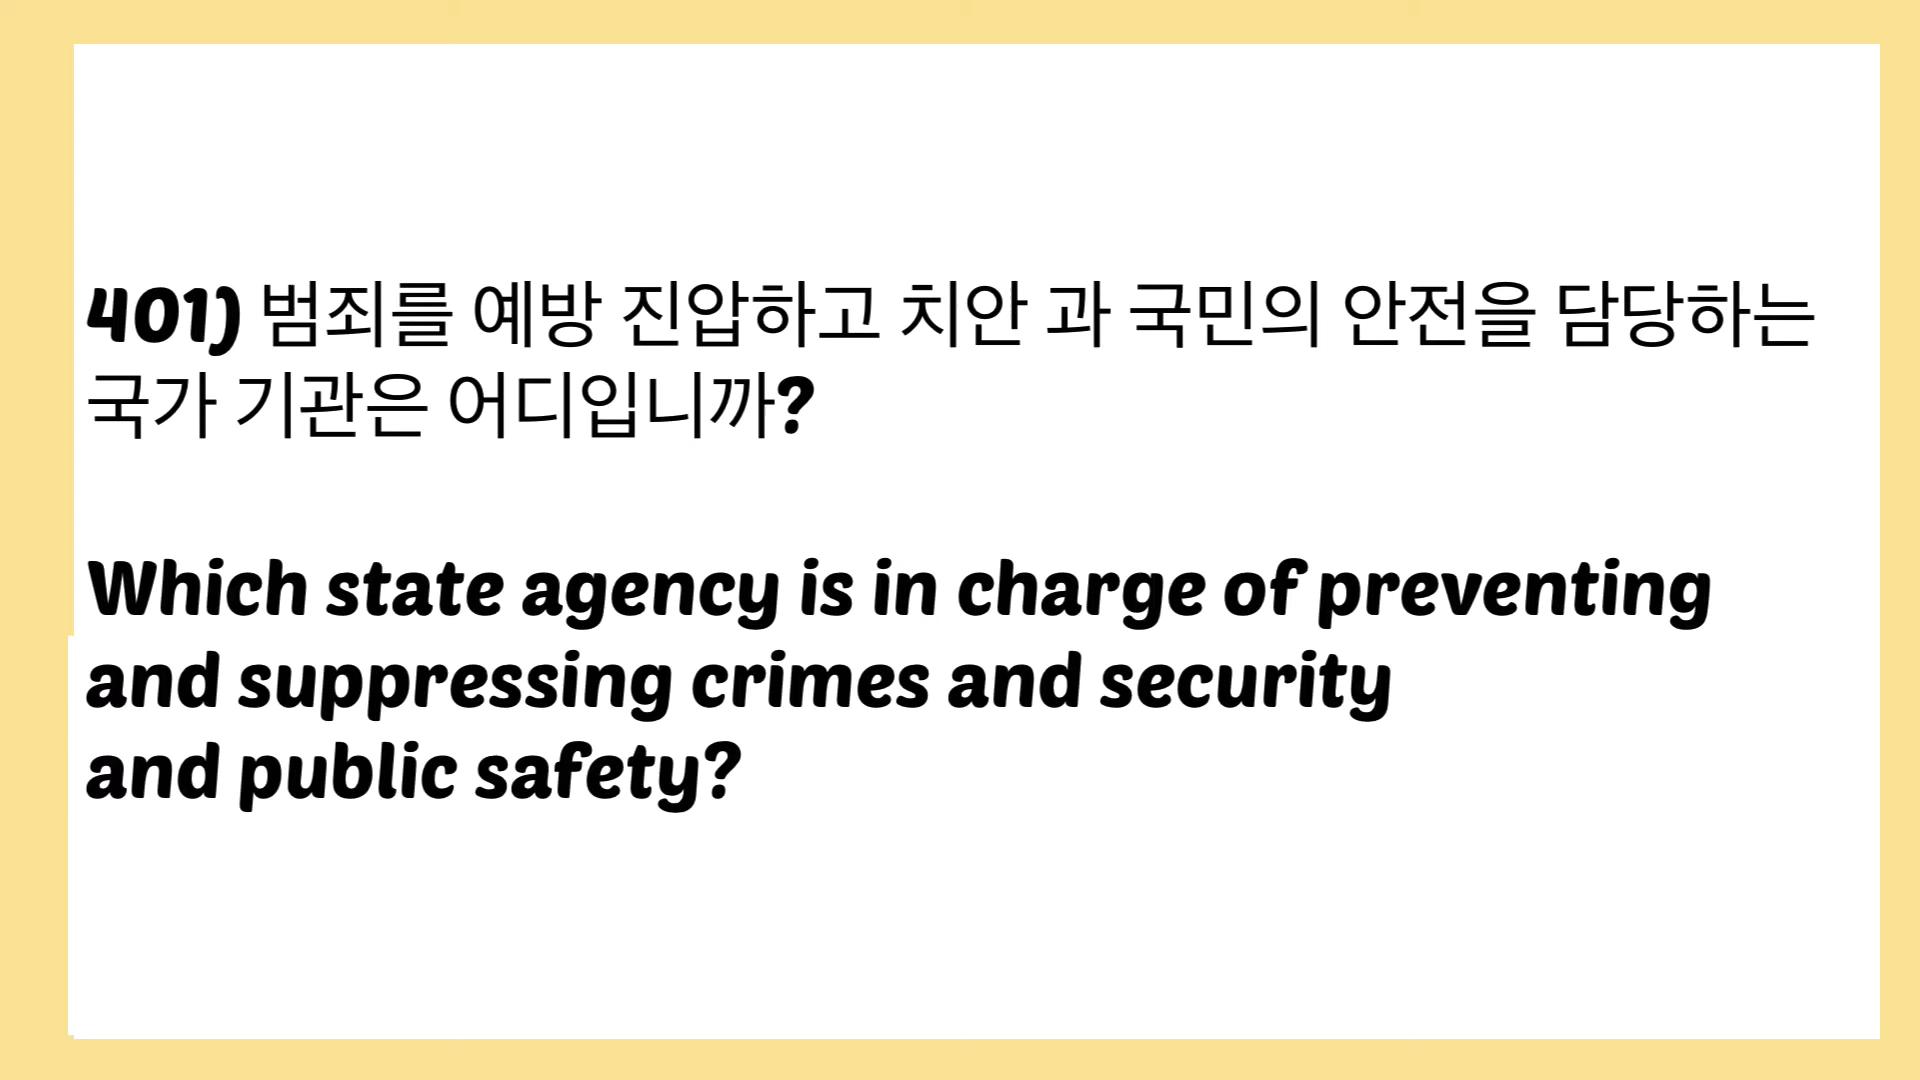 401) 범죄를 예방 진압하고 치안 과 국민의 안전을 담당하는
국가 기관은 어디입니까?
Which state agency is in charge of preventing
and suppressing crimes and security
and public safety?